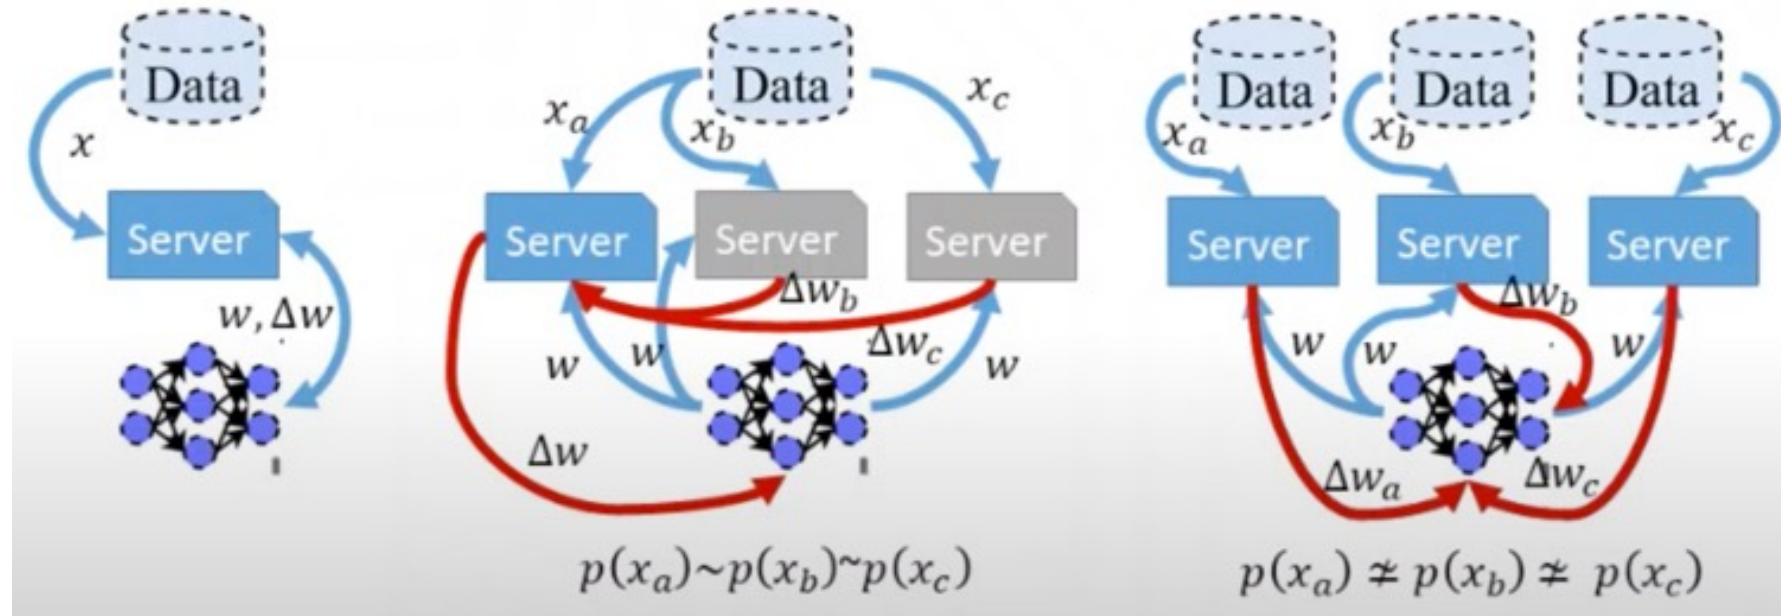 Data
x
Server
w, Δw
Data
x_a
x_b
x_c
Server
Server
Server
Δw_b
Δw_c
w
w
w
Δw
p(x_a)~p(x_b)~p(x_c)
Data
Data
Data
x_a
x_b
x_c
Server
Server
Server
Δw_b
w
w
w
Δw_a
Δw_c
p(x_a) ≄ p(x_b) ≄ p(x_c)